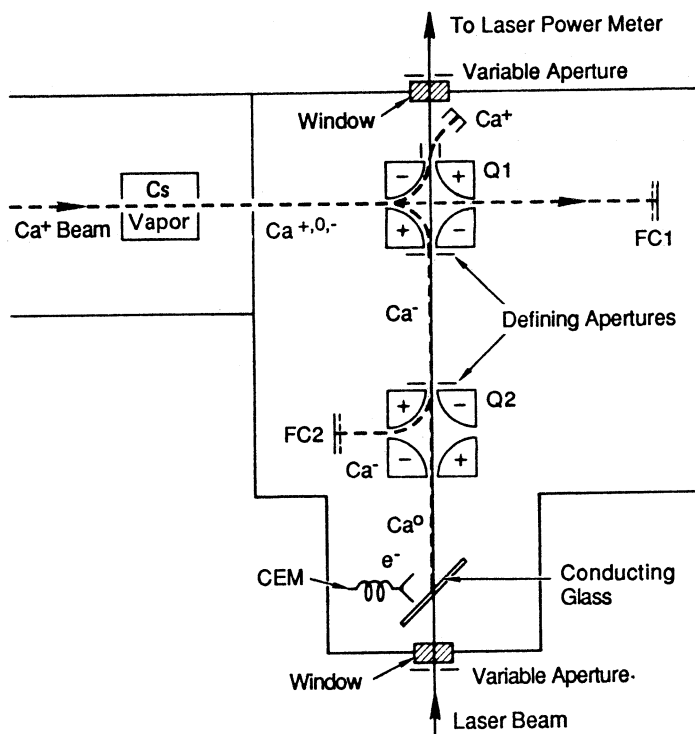 To Laser Power Meter
Variable Aperture
Window
Ca⁺
− + Q1
Cs
Vapor
Ca⁺ Beam
Ca⁺,⁰,⁻
+ −
FC1
Ca⁻
Defining Apertures
+ − Q2
FC2
− +
Ca⁻
Ca⁰
e⁻
CEM
Conducting
Glass
Window
Variable Aperture.
Laser Beam